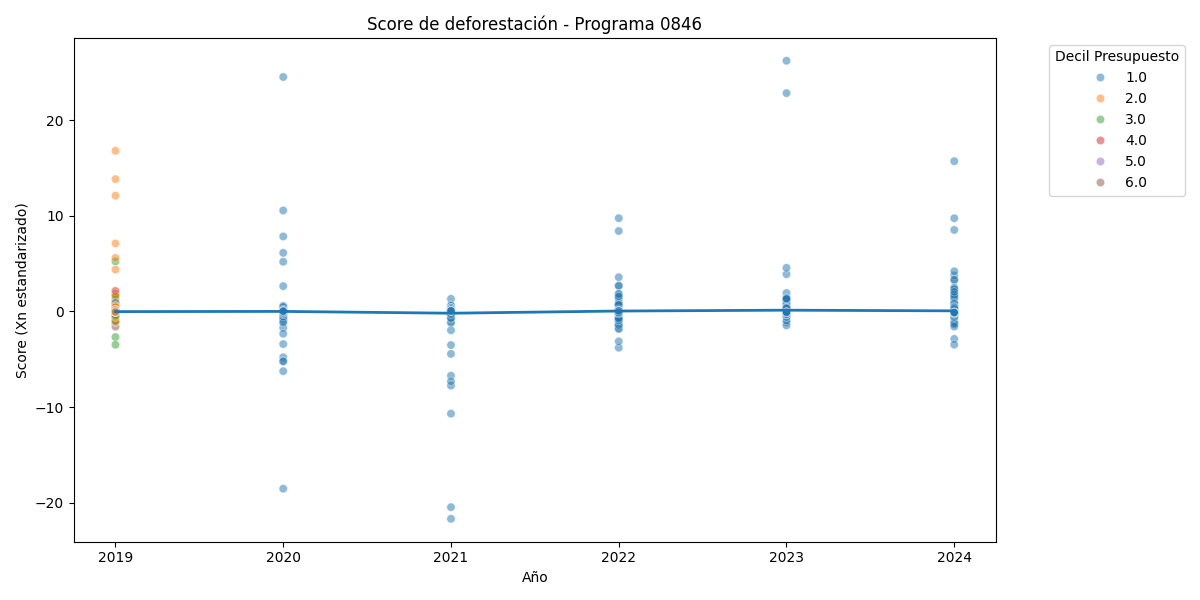 Score de deforestación - Programa 0846
Score (Xn estandarizado)
20
10
0
−10
−20
2019 2020 2021 2022 2023 2024
Año
Decil Presupuesto
1.0
2.0
3.0
4.0
5.0
6.0